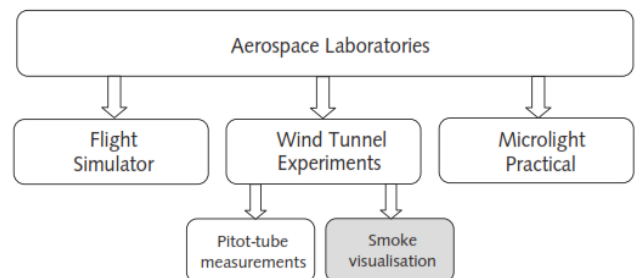 Aerospace Laboratories
Flight
Simulator
Wind Tunnel
Experiments
Microlight
Practical
Pitot-tube
measurements
Smoke
visualisation